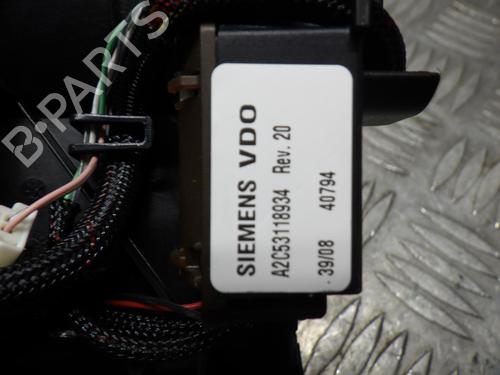 SIEMENS VDO
A2C53118934 Rev. 20
39/08 40794
B-PARTS